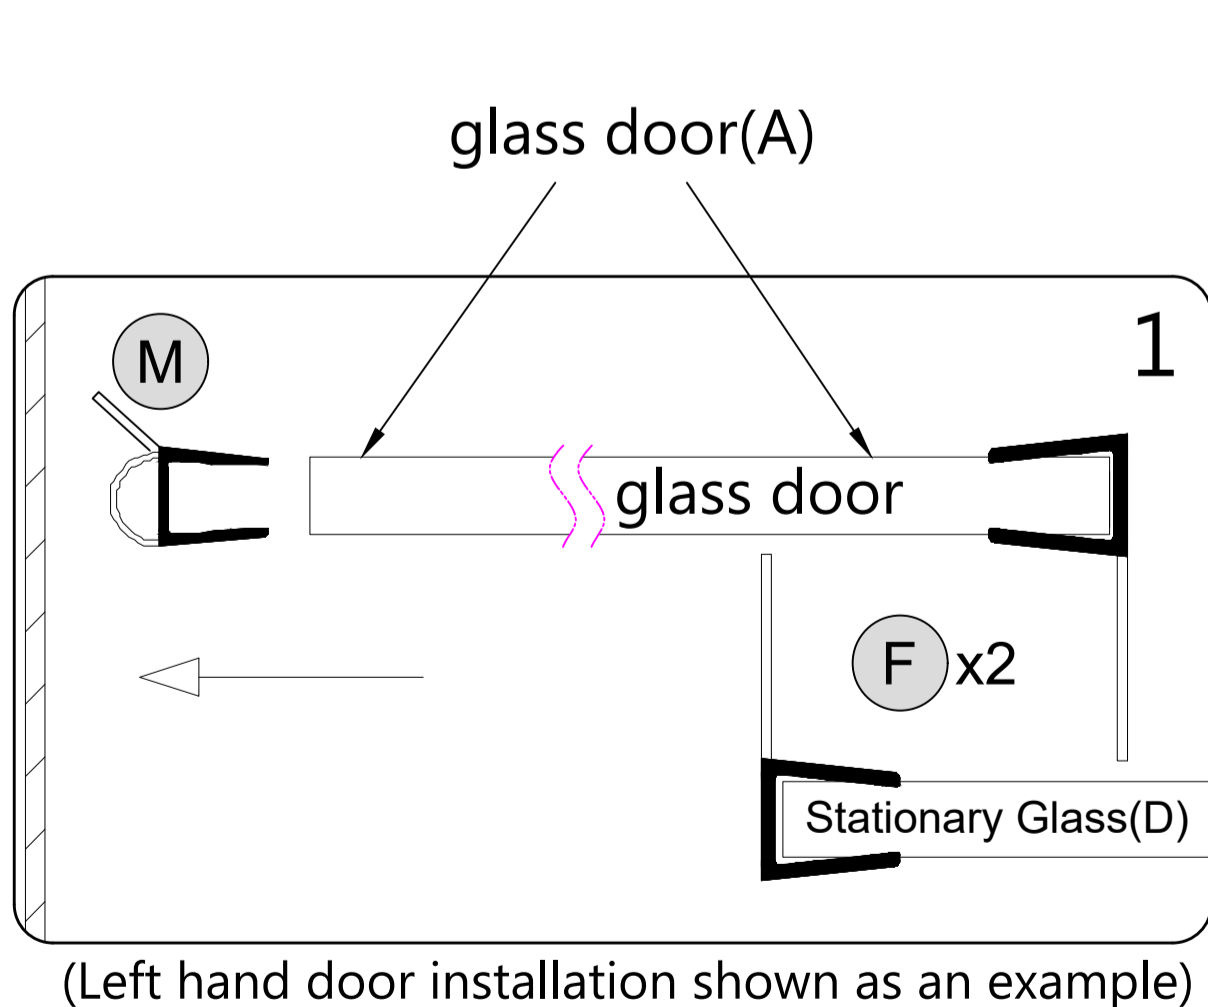 glass door(A)
1
M
glass door
F x2
Stationary Glass(D)
(Left hand door installation shown as an example)